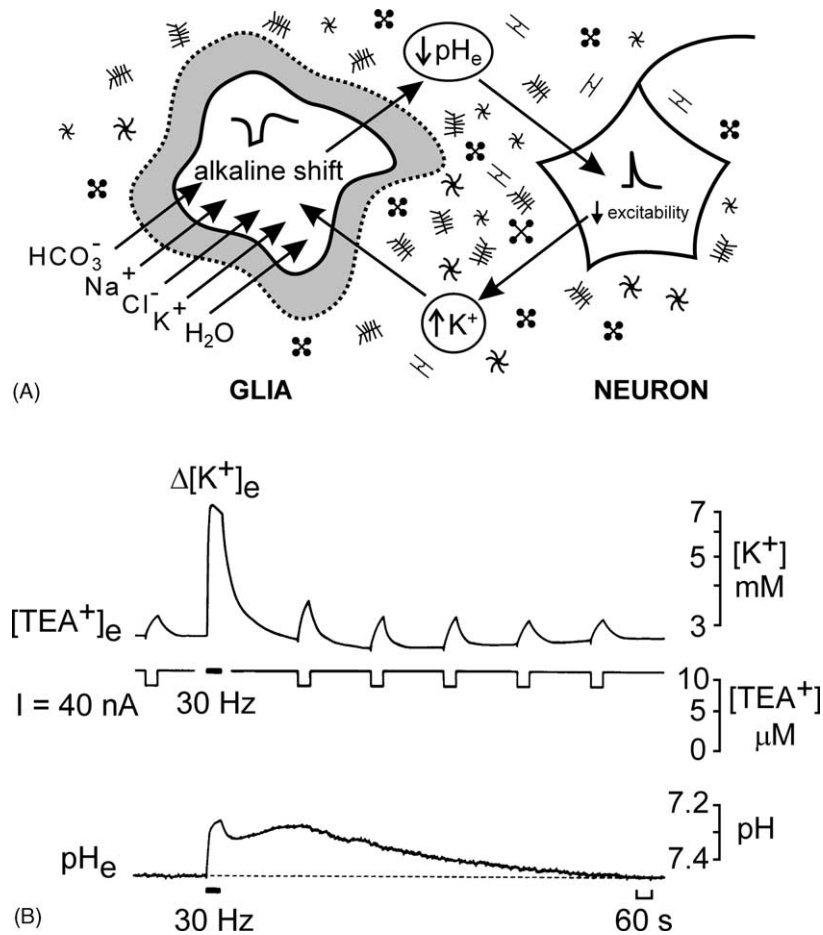 ↓ pHe
alkaline shift
↓ excitability
HCO3-
Na+
Cl-
K+
H2O
↑ K+
(A)
GLIA
NEURON
Δ[K+]e
7
5
3
[K+]
mM
[TEA+]e
I = 40 nA
30 Hz
10
5
0
[TEA+]
μM
7.2
7.4
pH
pHe
(B)
30 Hz
60 s